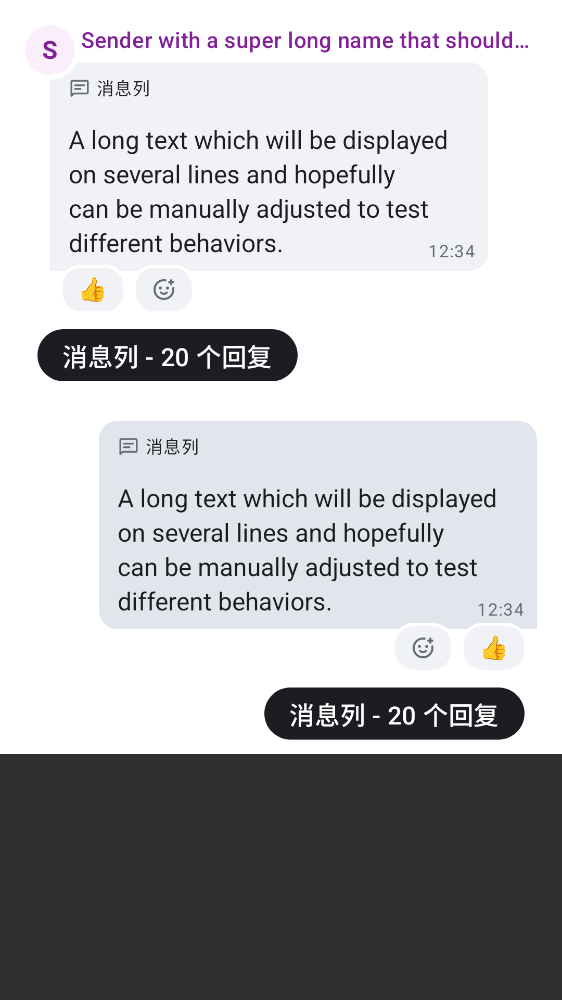 S
Sender with a super long name that should…
消息列
A long text which will be displayed
on several lines and hopefully
can be manually adjusted to test
different behaviors.
12:34
👍
消息列 - 20 个回复
消息列
A long text which will be displayed
on several lines and hopefully
can be manually adjusted to test
different behaviors.
12:34
👍
消息列 - 20 个回复